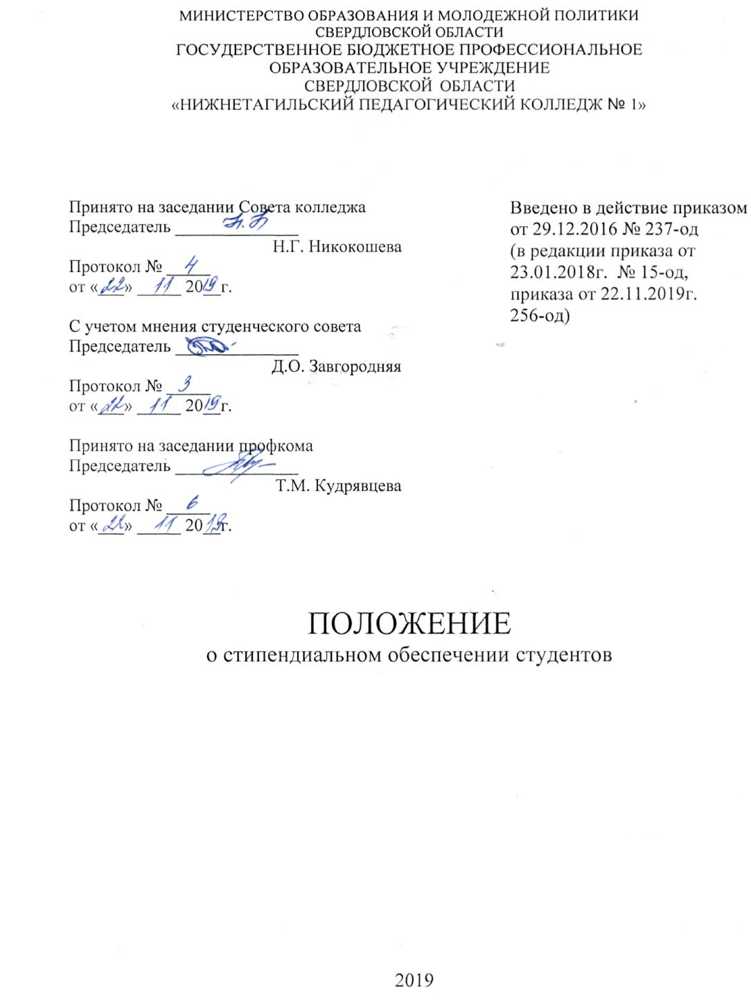 МИНИСТЕРСТВО ОБРАЗОВАНИЯ И МОЛОДЕЖНОЙ ПОЛИТИКИ
СВЕРДЛОВСКОЙ ОБЛАСТИ
ГОСУДЕРСТВЕННОЕ БЮДЖЕТНОЕ ПРОФЕССИОНАЛЬНОЕ
ОБРАЗОВАТЕЛЬНОЕ УЧРЕЖДЕНИЕ
СВЕРДЛОВСКОЙ ОБЛАСТИ
«НИЖНЕТАГИЛЬСКИЙ ПЕДАГОГИЧЕСКИЙ КОЛЛЕДЖ № 1»
Принято на заседании Совета колледжа
Председатель
Н.Г. Никокошева
Протокол № 4
от «22» 11 2019г.
С учетом мнения студенческого совета
Председатель
Д.О. Завгородняя
Протокол № 3
от «22» 11 2019г.
Принято на заседании профкома
Председатель
Т.М. Кудрявцева
Протокол № 6
от «22» 11 2019г.
Введено в действие приказом
от 29.12.2016 № 237-од
(в редакции приказа от
23.01.2018г. № 15-од,
приказа от 22.11.2019г.
256-од)
ПОЛОЖЕНИЕ
о стипендиальном обеспечении студентов
2019